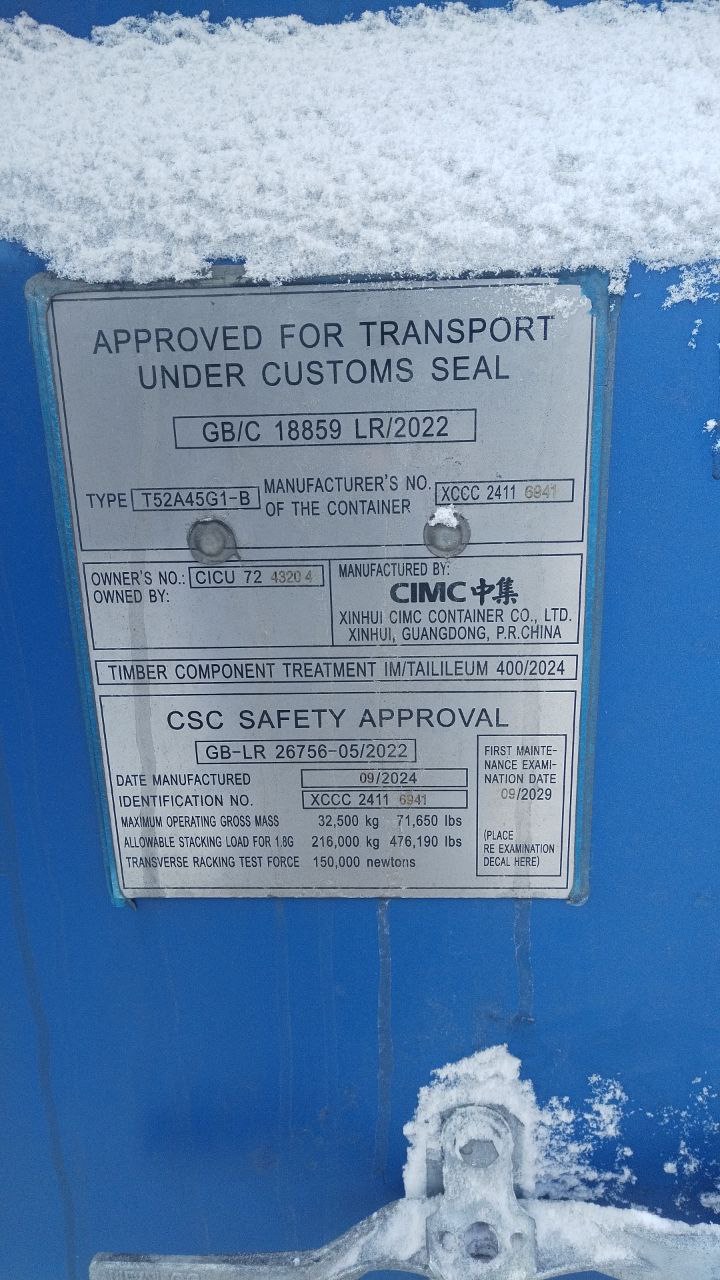 APPROVED FOR TRANSPORT
UNDER CUSTOMS SEAL
GB/C 18859 LR/2022
TYPE T52A45G1-B
MANUFACTURER'S NO.
OF THE CONTAINER
XCCC 2411 6941
OWNER'S NO.: CICU 72 4320 4
OWNED BY:
MANUFACTURED BY:
CIMC中集
XINHUI CIMC CONTAINER CO., LTD.
XINHUI, GUANGDONG, P.R.CHINA
TIMBER COMPONENT TREATMENT IM/TAILILEUM 400/2024
CSC SAFETY APPROVAL
GB-LR 26756-05/2022
DATE MANUFACTURED 09/2024
IDENTIFICATION NO. XCCC 2411 6941
MAXIMUM OPERATING GROSS MASS 32,500 kg 71,650 lbs
ALLOWABLE STACKING LOAD FOR 1.8G 216,000 kg 476,190 lbs
TRANSVERSE RACKING TEST FORCE 150,000 newtons
FIRST MAINTE-
NANCE EXAMI-
NATION DATE
09/2029
(PLACE
RE EXAMINATION
DECAL HERE)